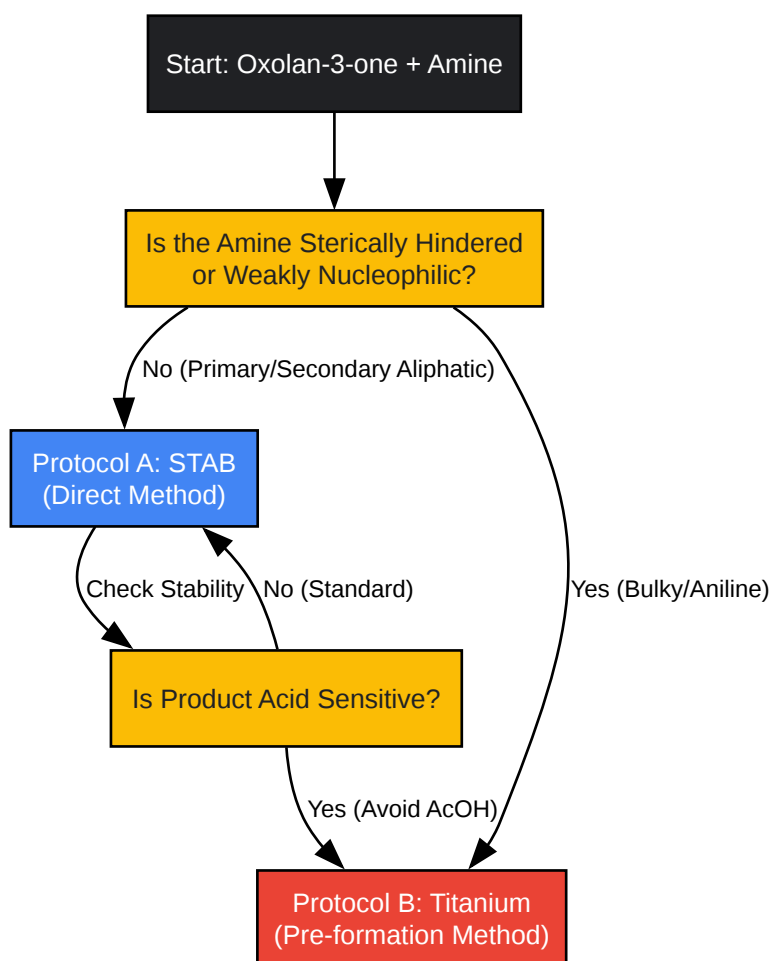 Start: Oxolan-3-one + Amine
Is the Amine Sterically Hindered
or Weakly Nucleophilic?
No (Primary/Secondary Aliphatic)
Protocol A: STAB
(Direct Method)
Check Stability
No (Standard)
Yes (Bulky/Aniline)
Is Product Acid Sensitive?
Yes (Avoid AcOH)
Protocol B: Titanium
(Pre-formation Method)